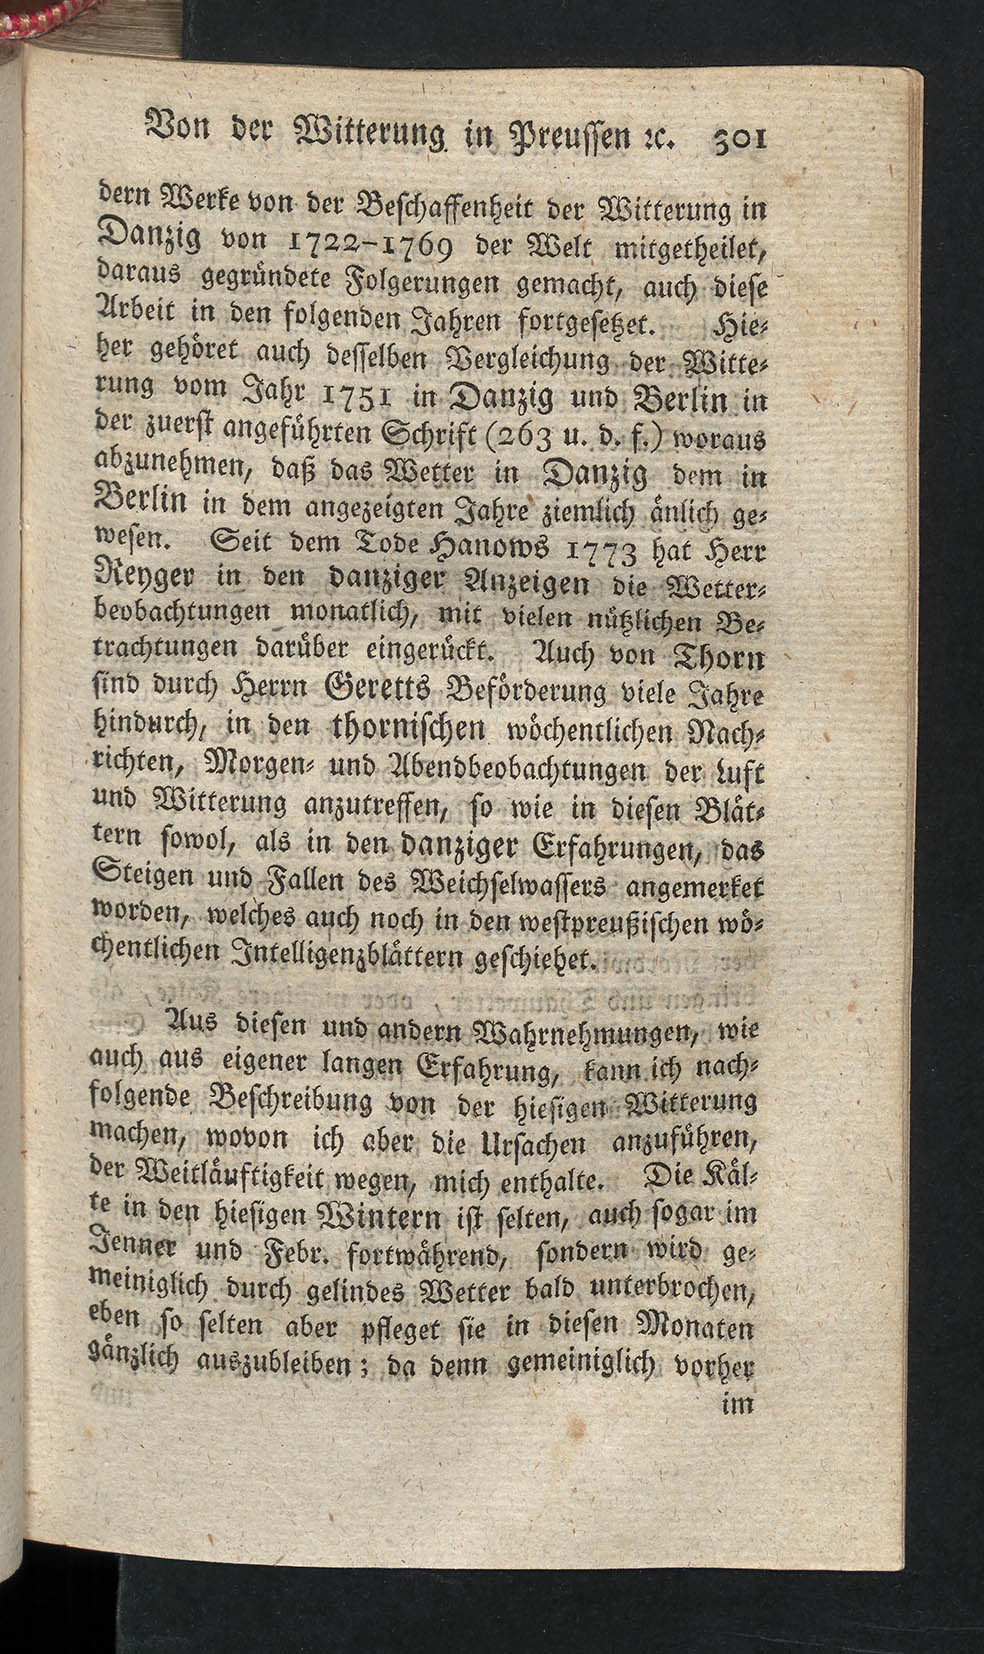 Von der Witterung in Preussen ꝛc. 301
dern Werke von der Beschaffenheit der Witterung in
Danzig von 1722-1769 der Welt mitgetheilet,
daraus gegründete Folgerungen gemacht, auch diese
Arbeit in den folgenden Jahren fortgesetzet. Hie⸗
her gehöret auch desselben Vergleichung der Witte⸗
rung vom Jahr 1751 in Danzig und Berlin in
der zuerst angeführten Schrift (263 u. d. f.) woraus
abzunehmen, daß das Wetter in Danzig dem in
Berlin in dem angezeigten Jahre ziemlich änlich ge⸗
wesen. Seit dem Tode Hanows 1773 hat Herr
Reyger in den danziger Anzeigen die Wetter⸗
beobachtungen monatlich, mit vielen nützlichen Be⸗
trachtungen darüber eingerückt. Auch von Thorn
sind durch Herrn Geretts Beförderung viele Jahre
hindurch, in den thornischen wöchentlichen Nach⸗
richten, Morgen⸗ und Abendbeobachtungen der Luft
und Witterung anzutreffen, so wie in diesen Blät⸗
tern sowol, als in den danziger Erfahrungen, das
Steigen und Fallen des Weichselwassers angemerket
worden, welches auch noch in den westpreußischen wö⸗
chentlichen Intelligenzblättern geschiehet.
Aus diesen und andern Wahrnehmungen, wie
auch aus eigener langen Erfahrung, kann ich nach⸗
folgende Beschreibung von der hiesigen Witterung
machen, wovon ich aber die Ursachen anzuführen,
der Weitläuftigkeit wegen, mich enthalte. Die Käl⸗
te in den hiesigen Wintern ist selten, auch sogar im
Jenner und Febr. fortwährend, sondern wird ge⸗
meiniglich durch gelindes Wetter bald unterbrochen,
eben so selten aber pfleget sie in diesen Monaten
gänzlich auszubleiben; da denn gemeiniglich vorher
im